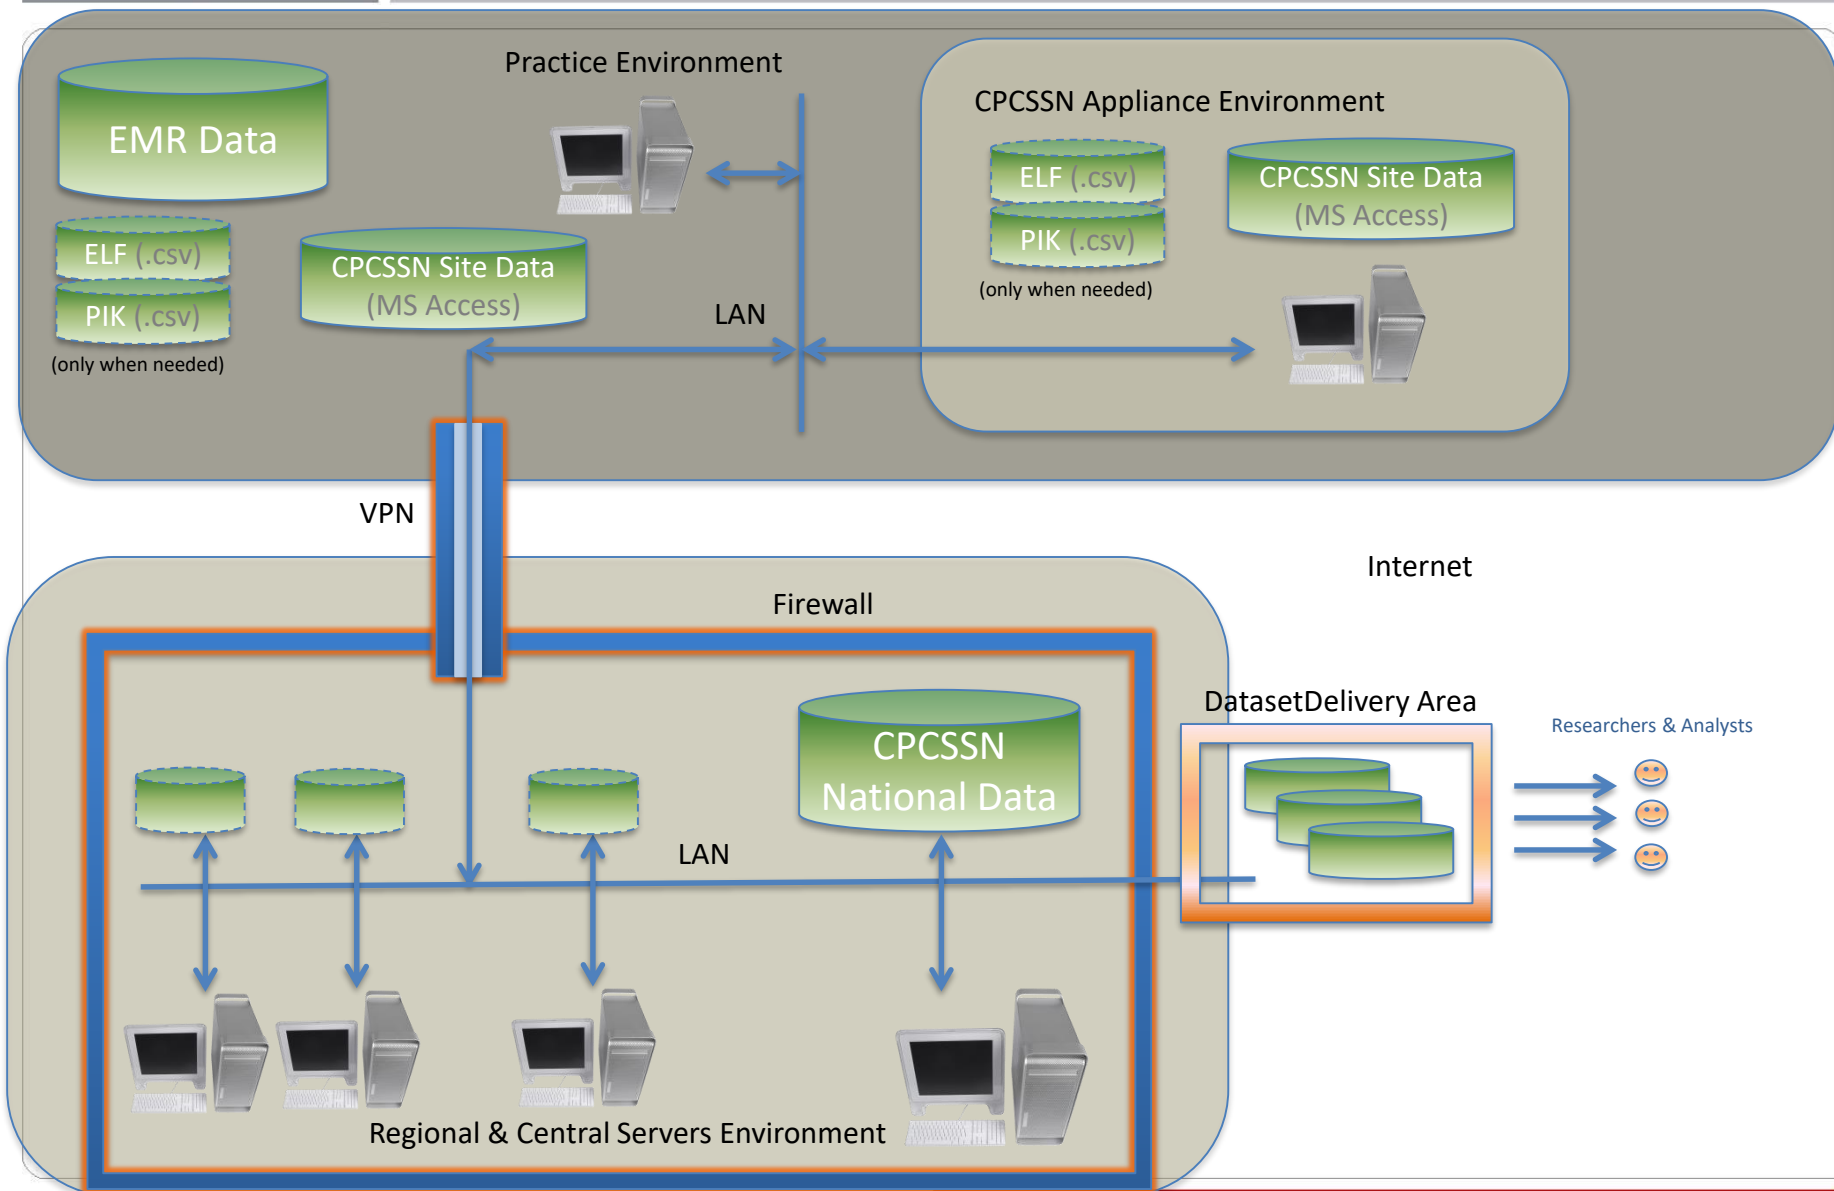 Practice Environment
EMR Data
CPCSSN Appliance Environment
ELF (.csv)
PIK (.csv)
(only when needed)
CPCSSN Site Data
(MS Access)
ELF (.csv)
PIK (.csv)
(only when needed)
CPCSSN Site Data
(MS Access)
LAN
VPN
Internet
Firewall
DatasetDelivery Area
Researchers & Analysts
CPCSSN
National Data
LAN
Regional & Central Servers Environment